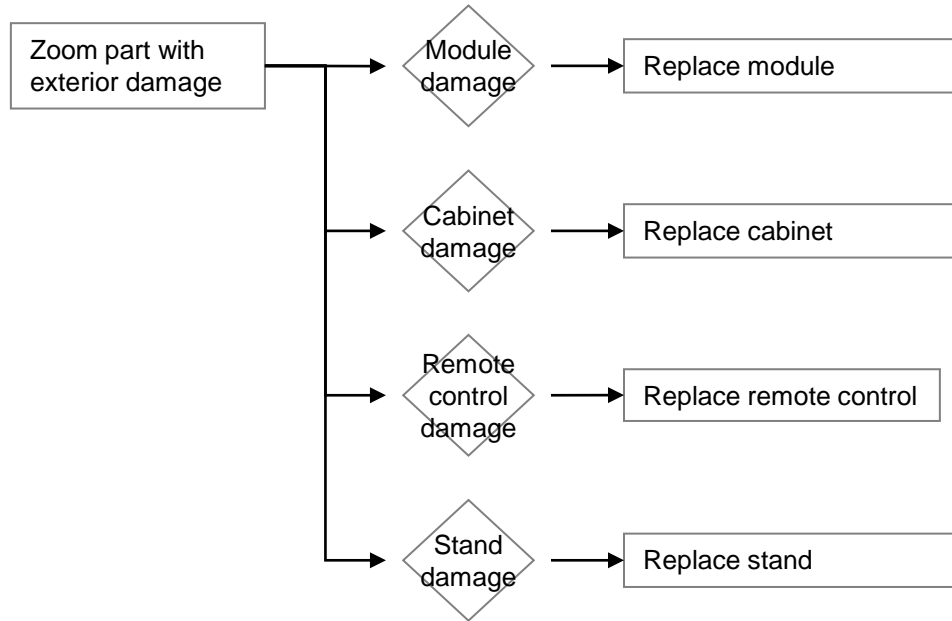 Zoom part with
exterior damage
Module
damage
Replace module
Cabinet
damage
Replace cabinet
Remote
control
damage
Replace remote control
Stand
damage
Replace stand